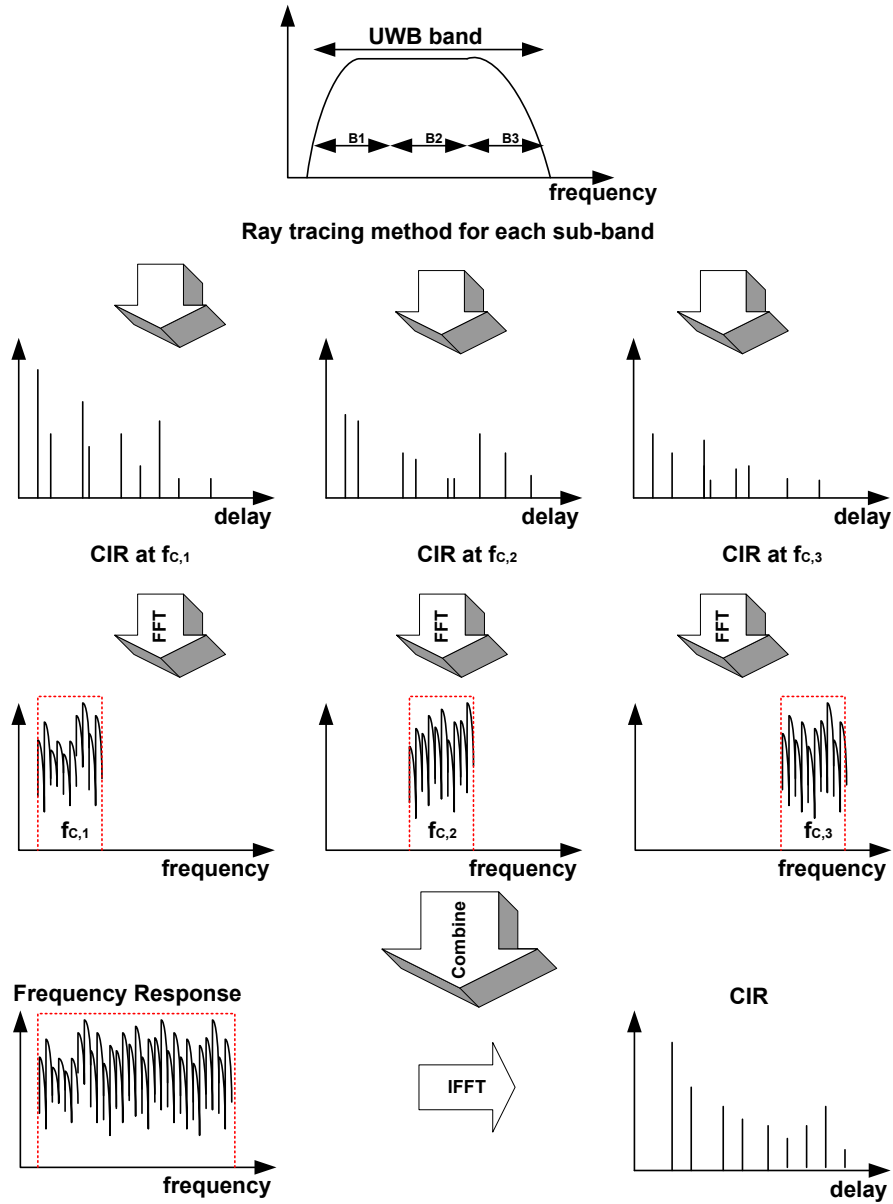 UWB band
B1 B2 B3
frequency
Ray tracing method for each sub-band
delay delay delay
CIR at fC,1 CIR at fC,2 CIR at fC,3
FFT FFT FFT
fC,1 fC,2 fC,3
frequency frequency frequency
Combine
Frequency Response CIR
IFFT
frequency delay